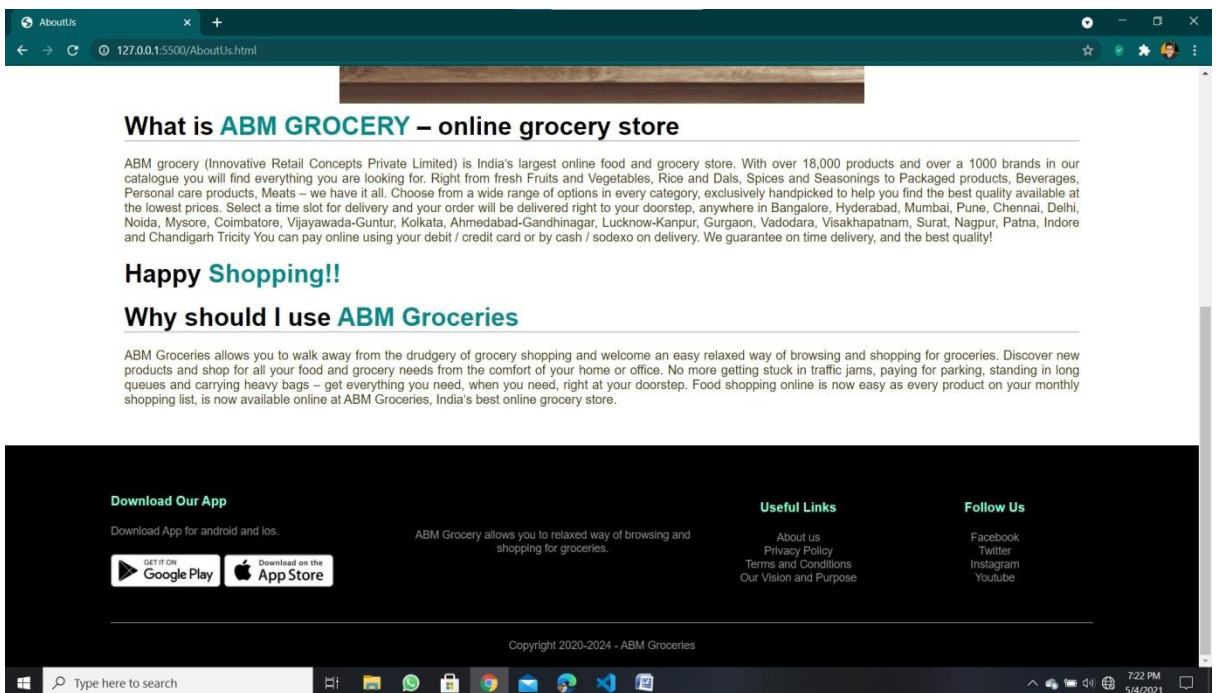 AboutUs
127.0.0.1:5500/AboutUs.html
What is ABM GROCERY – online grocery store
ABM grocery (Innovative Retail Concepts Private Limited) is India's largest online food and grocery store. With over 18,000 products and over a 1000 brands in our
catalogue you will find everything you are looking for. Right from fresh Fruits and Vegetables, Rice and Dals, Spices and Seasonings to Packaged products, Beverages,
Personal care products, Meats – we have it all. Choose from a wide range of options in every category, exclusively handpicked to help you find the best quality available at
the lowest prices. Select a time slot for delivery and your order will be delivered right to your doorstep, anywhere in Bangalore, Hyderabad, Mumbai, Pune, Chennai, Delhi,
Noida, Mysore, Coimbatore, Vijayawada-Guntur, Kolkata, Ahmedabad-Gandhinagar, Lucknow-Kanpur, Gurgaon, Vadodara, Visakhapatnam, Surat, Nagpur, Patna, Indore
and Chandigarh Tricity You can pay online using your debit / credit card or by cash / sodexo on delivery. We guarantee on time delivery, and the best quality!
Happy Shopping!!
Why should I use ABM Groceries
ABM Groceries allows you to walk away from the drudgery of grocery shopping and welcome an easy relaxed way of browsing and shopping for groceries. Discover new
products and shop for all your food and grocery needs from the comfort of your home or office. No more getting stuck in traffic jams, paying for parking, standing in long
queues and carrying heavy bags – get everything you need, when you need, right at your doorstep. Food shopping online is now easy as every product on your monthly
shopping list, is now available online at ABM Groceries, India's best online grocery store.
Download Our App
Download App for android and ios.
GET IT ON
Google Play
Download on the
App Store
ABM Grocery allows you to relaxed way of browsing and
shopping for groceries.
Useful Links
About us
Privacy Policy
Terms and Conditions
Our Vision and Purpose
Follow Us
Facebook
Twitter
Instagram
Youtube
Copyright 2020-2024 - ABM Groceries
Type here to search
7:22 PM
5/4/2021